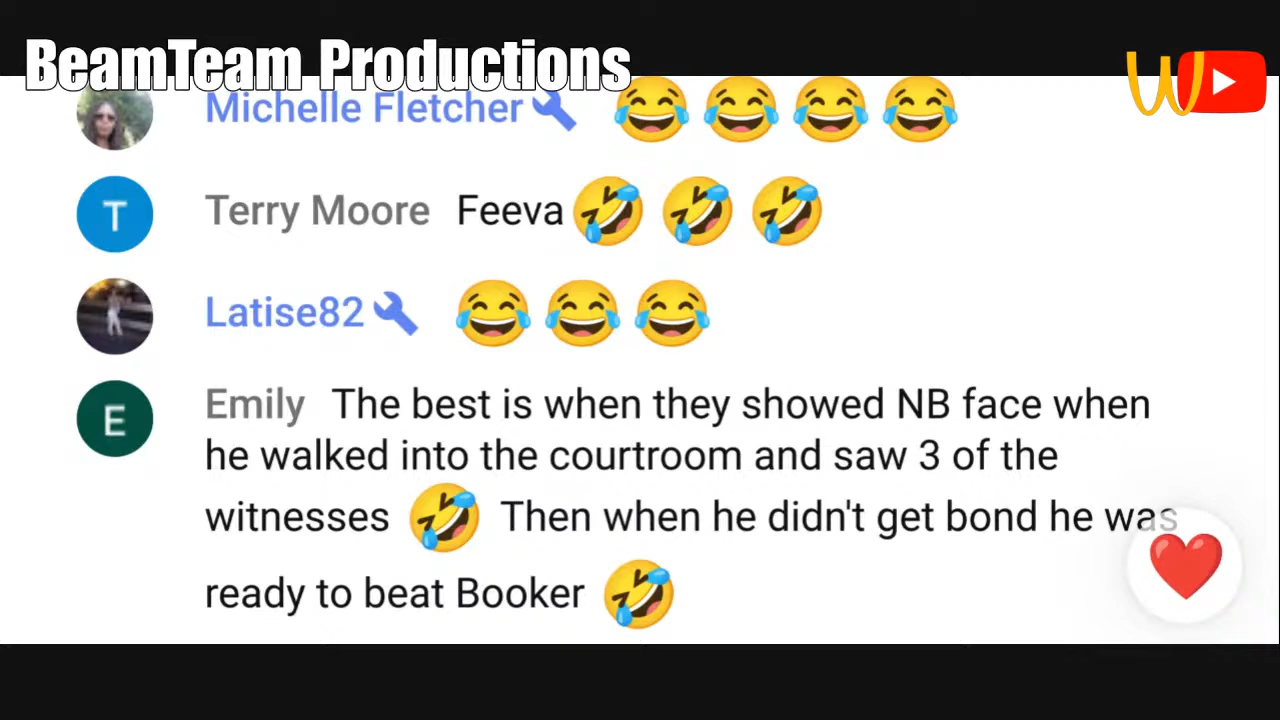 BeamTeam Productions
Michelle Fletcher 😂😂😂😂
T Terry Moore Feeva🤣🤣🤣
Latise82 😂😂😂
E Emily The best is when they showed NB face when
he walked into the courtroom and saw 3 of the
witnesses 🤣 Then when he didn't get bond he was
ready to beat Booker 🤣